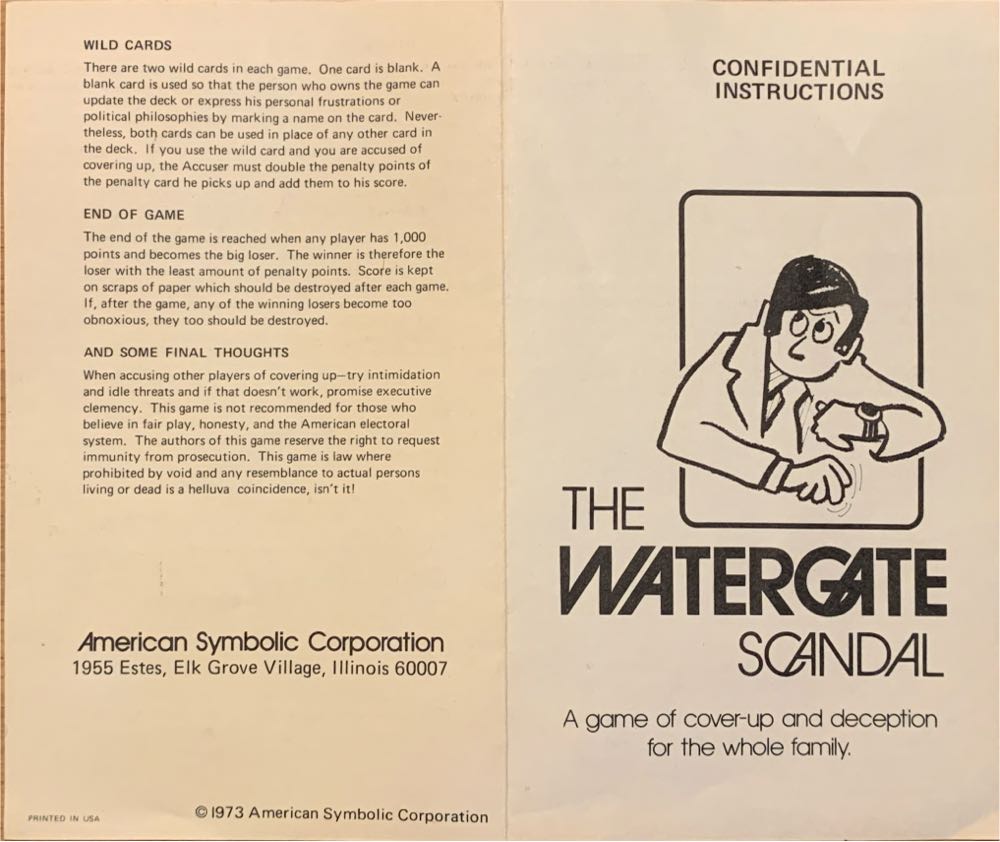 WILD CARDS
There are two wild cards in each game. One card is blank. A
blank card is used so that the person who owns the game can
update the deck or express his personal frustrations or
political philosophies by marking a name on the card. Never-
theless, both cards can be used in place of any other card in
the deck. If you use the wild card and you are accused of
covering up, the Accuser must double the penalty points of
the penalty card he picks up and add them to his score.
END OF GAME
The end of the game is reached when any player has 1,000
points and becomes the big loser. The winner is therefore the
loser with the least amount of penalty points. Score is kept
on scraps of paper which should be destroyed after each game.
If, after the game, any of the winning losers become too
obnoxious, they too should be destroyed.
AND SOME FINAL THOUGHTS
When accusing other players of covering up—try intimidation
and idle threats and if that doesn't work, promise executive
clemency. This game is not recommended for those who
believe in fair play, honesty, and the American electoral
system. The authors of this game reserve the right to request
immunity from prosecution. This game is law where
prohibited by void and any resemblance to actual persons
living or dead is a helluva coincidence, isn't it!
American Symbolic Corporation
1955 Estes, Elk Grove Village, Illinois 60007
PRINTED IN USA
©1973 American Symbolic Corporation
CONFIDENTIAL
INSTRUCTIONS
THE
WATERGATE
SCANDAL
A game of cover-up and deception
for the whole family.